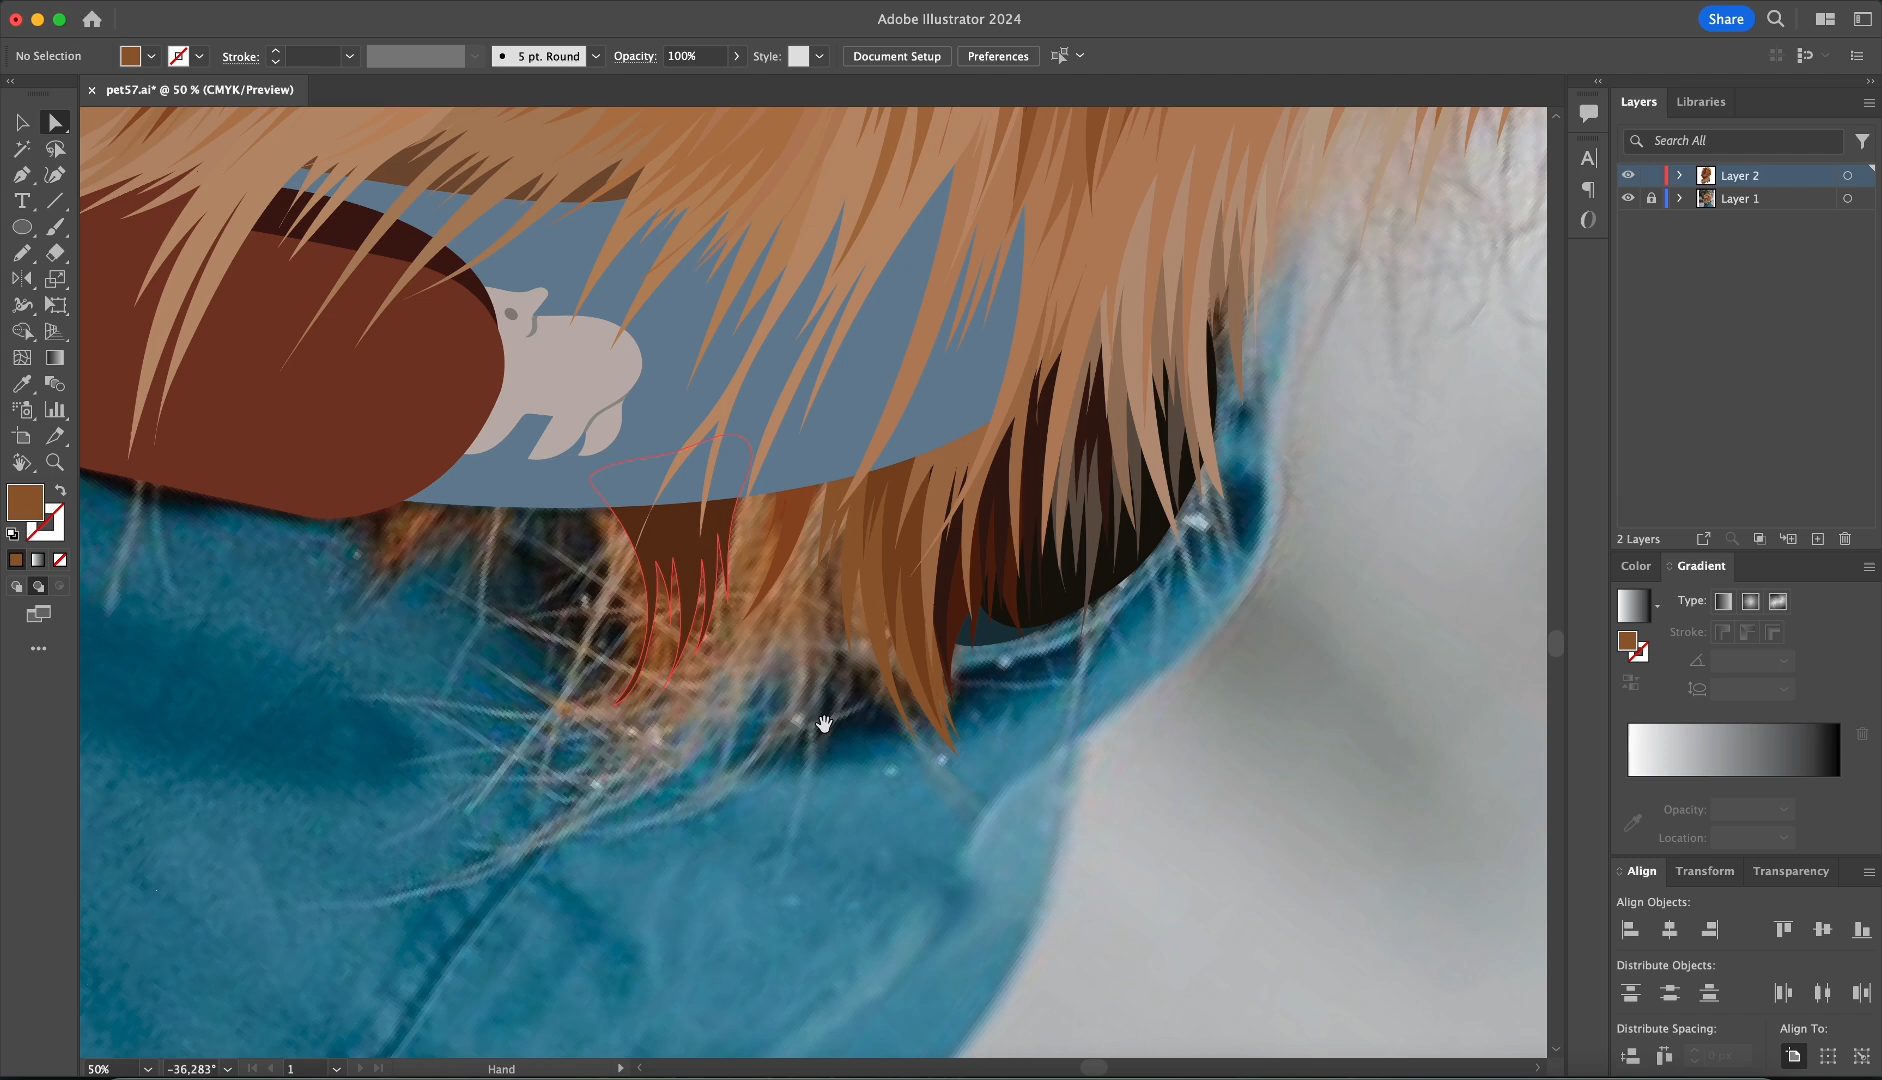 Adobe Illustrator 2024
Share
No Selection
Stroke:
5 pt. Round
Opacity:
100%
Style:
Document Setup
Preferences
pet57.ai* @ 50 % (CMYK/Preview)
Layers
Libraries
Search All
Layer 2
Layer 1
2 Layers
Color
Gradient
Type:
Stroke:
Opacity:
Location:
Align
Transform
Transparency
Align Objects:
Distribute Objects:
Distribute Spacing:
Align To:
0 px
50%
-36,283°
1
Hand